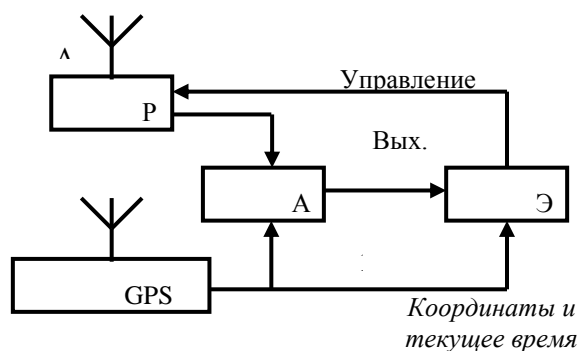 Управление
Р
Вых.
А
Э
GPS
Координаты и
текущее время